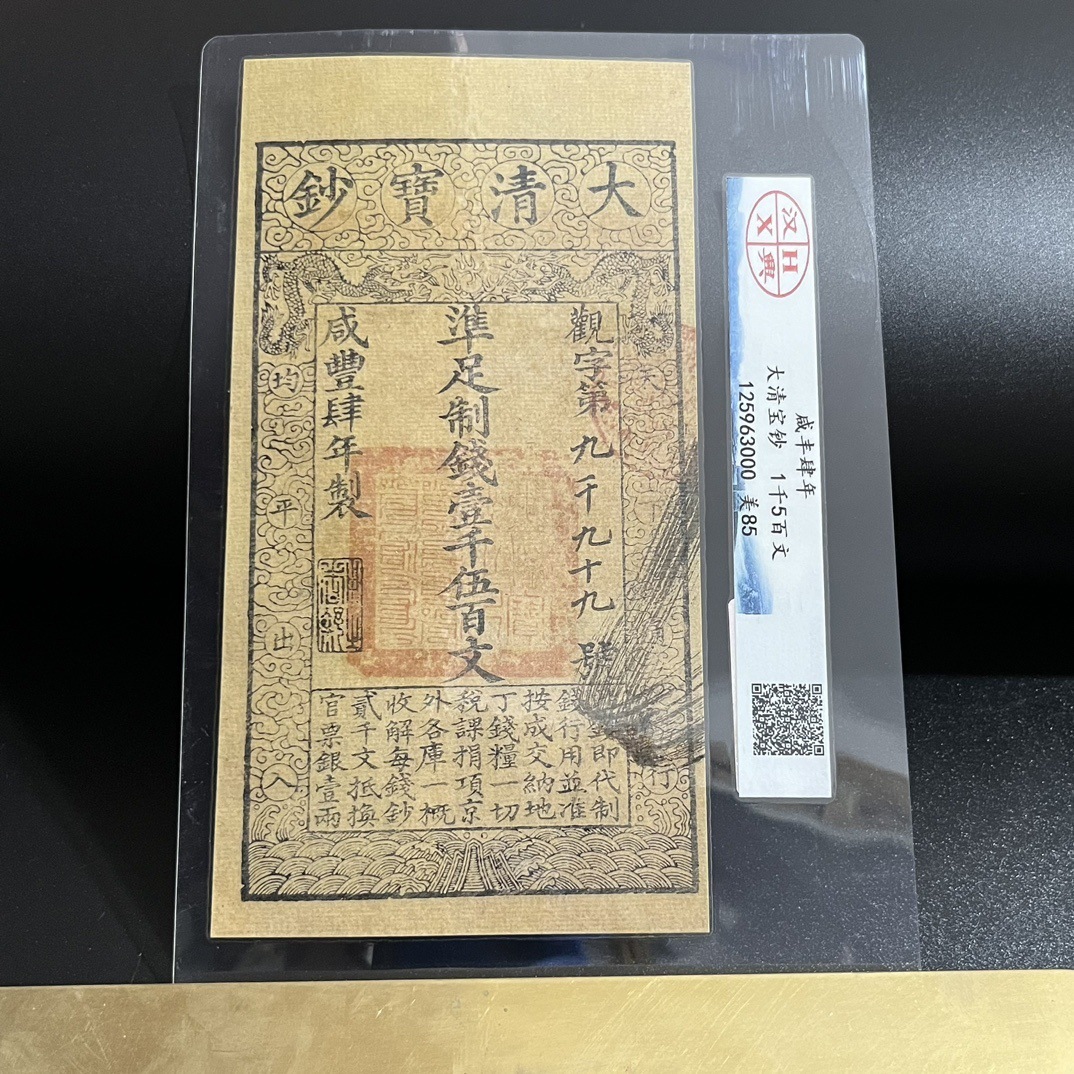 大清寶鈔
觀字第 九千九十九 號
準足制錢壹千伍百文
咸豐肆年製
天
行
均平出入
即代制
錢行用並准
按成交納地
丁錢糧一切
稅課捐項京
外各庫一概
收解每錢鈔
貳千文抵換
官票銀壹兩
汉 H
X 興
咸丰肆年
大清宝钞 1千5百文
125963000 美85